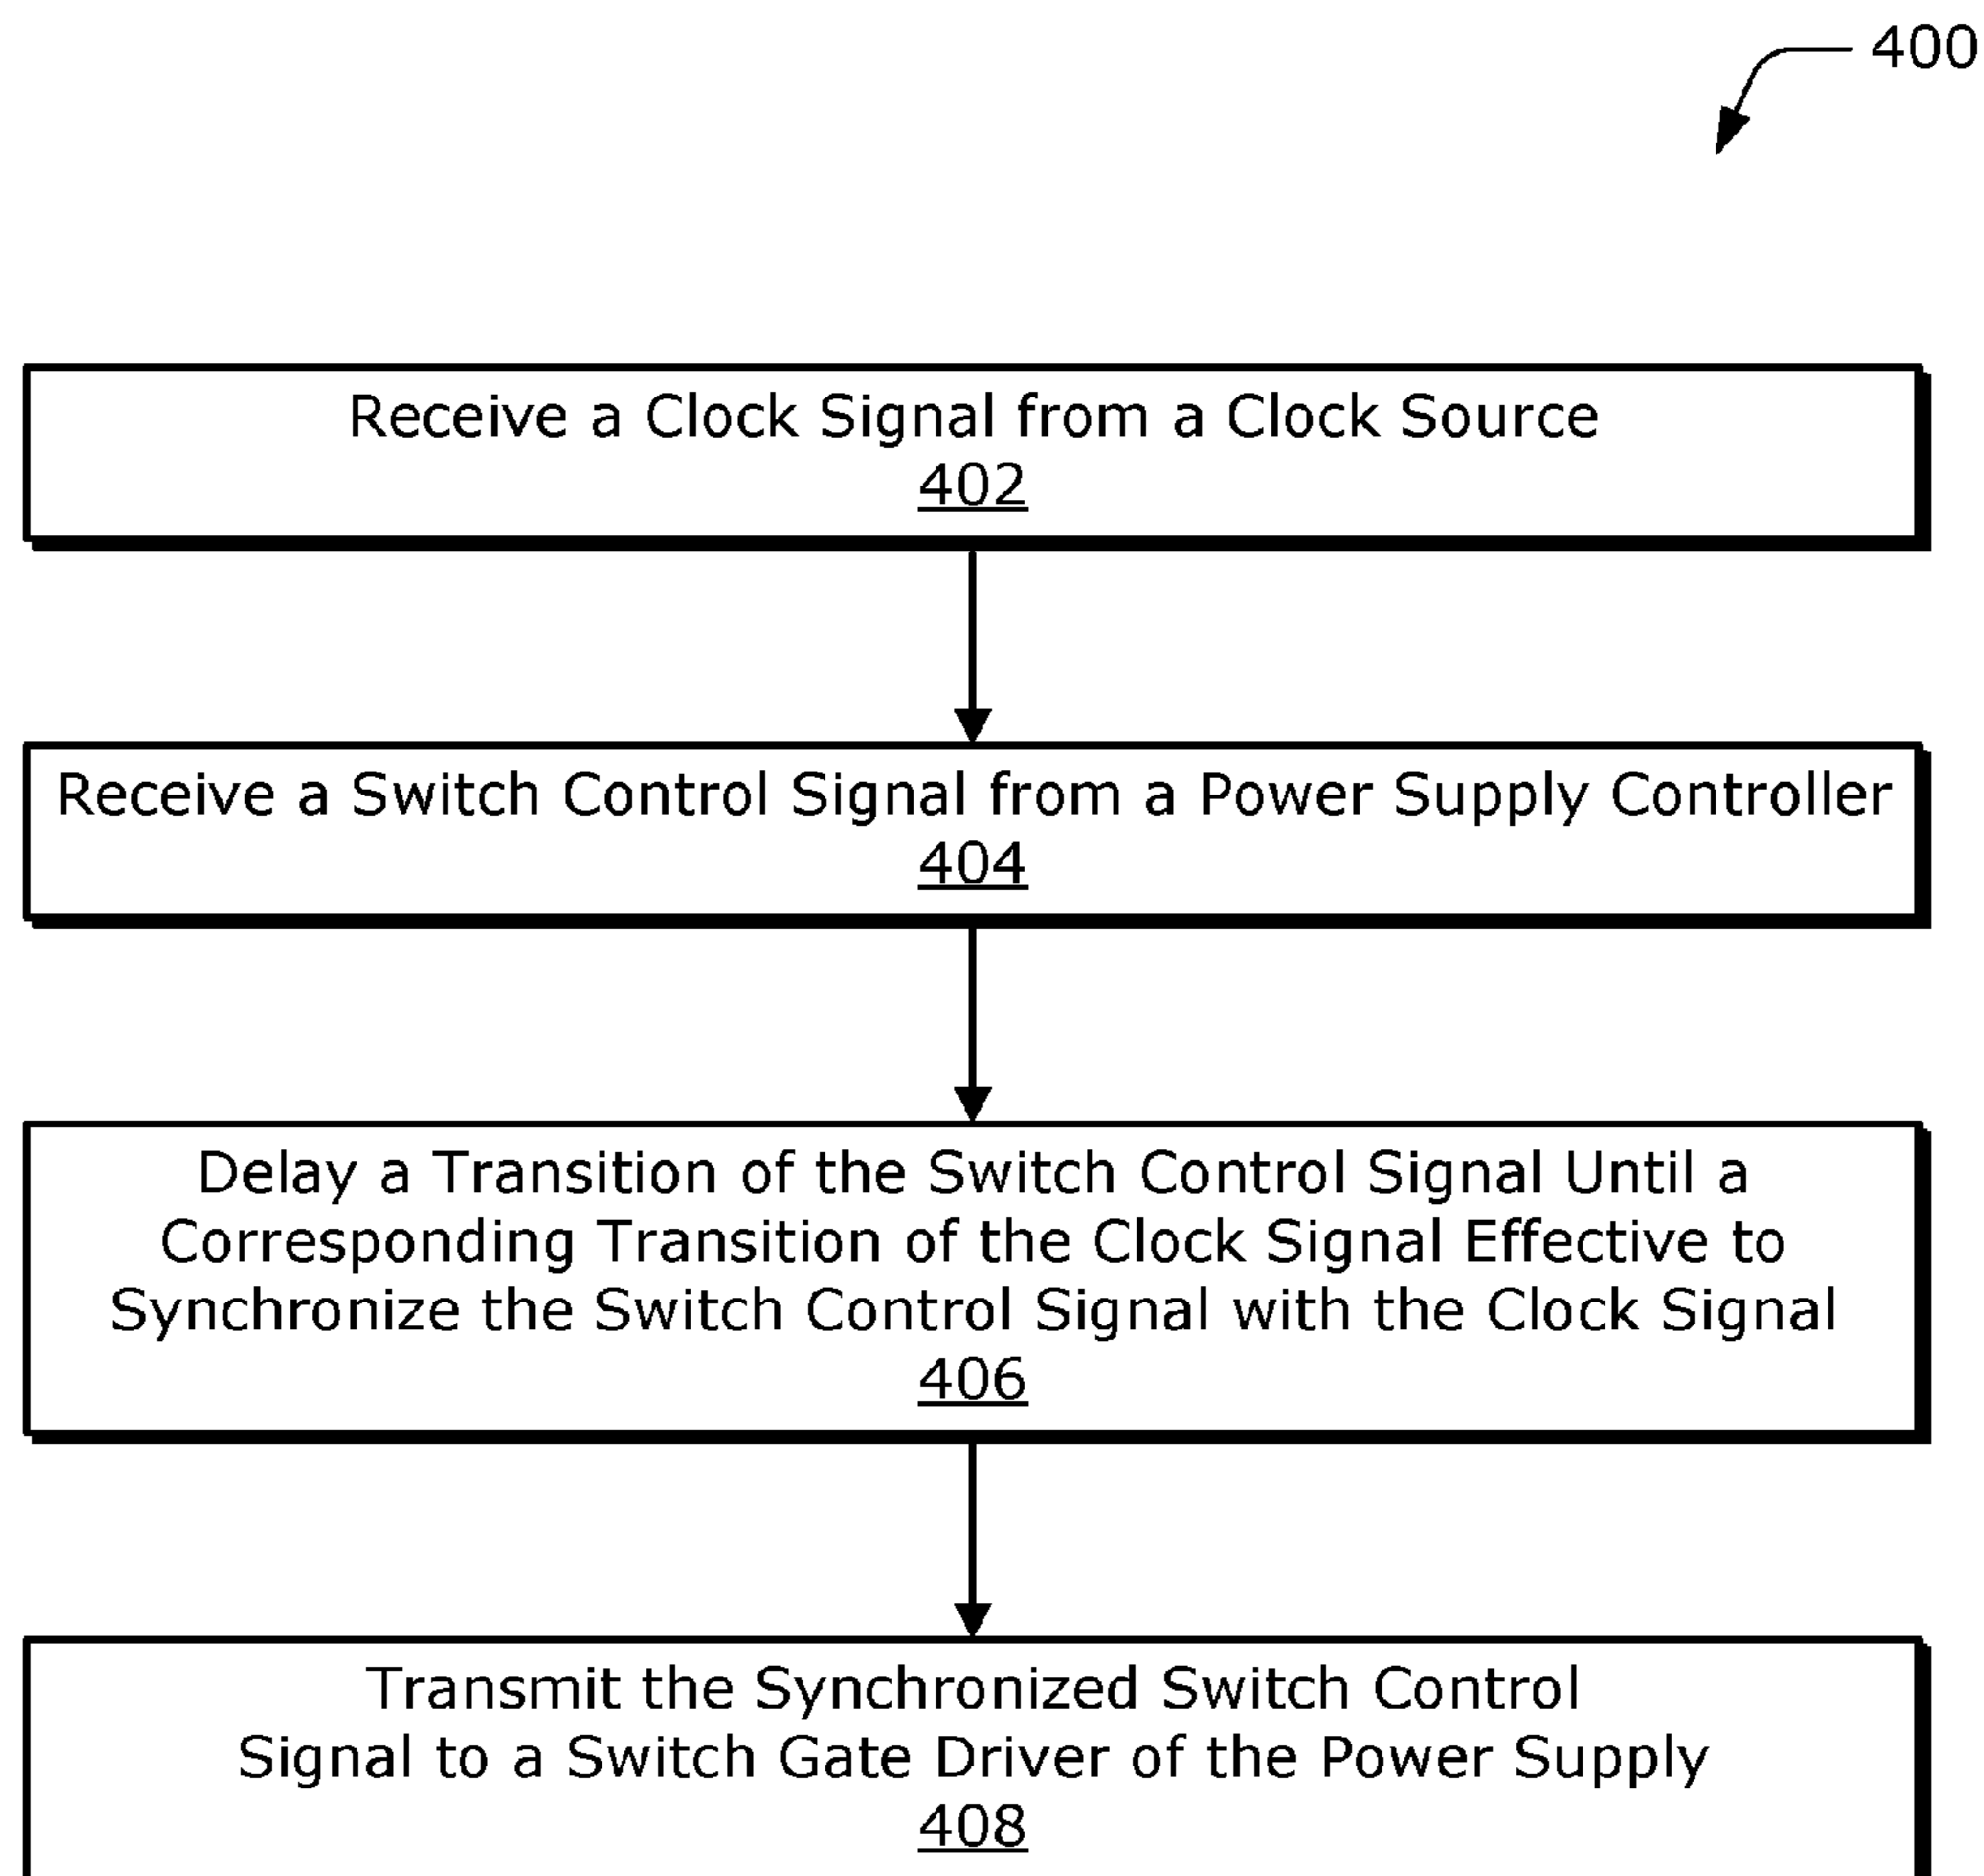 400
Receive a Clock Signal from a Clock Source
402
Receive a Switch Control Signal from a Power Supply Controller
404
Delay a Transition of the Switch Control Signal Until a
Corresponding Transition of the Clock Signal Effective to
Synchronize the Switch Control Signal with the Clock Signal
406
Transmit the Synchronized Switch Control
Signal to a Switch Gate Driver of the Power Supply
408